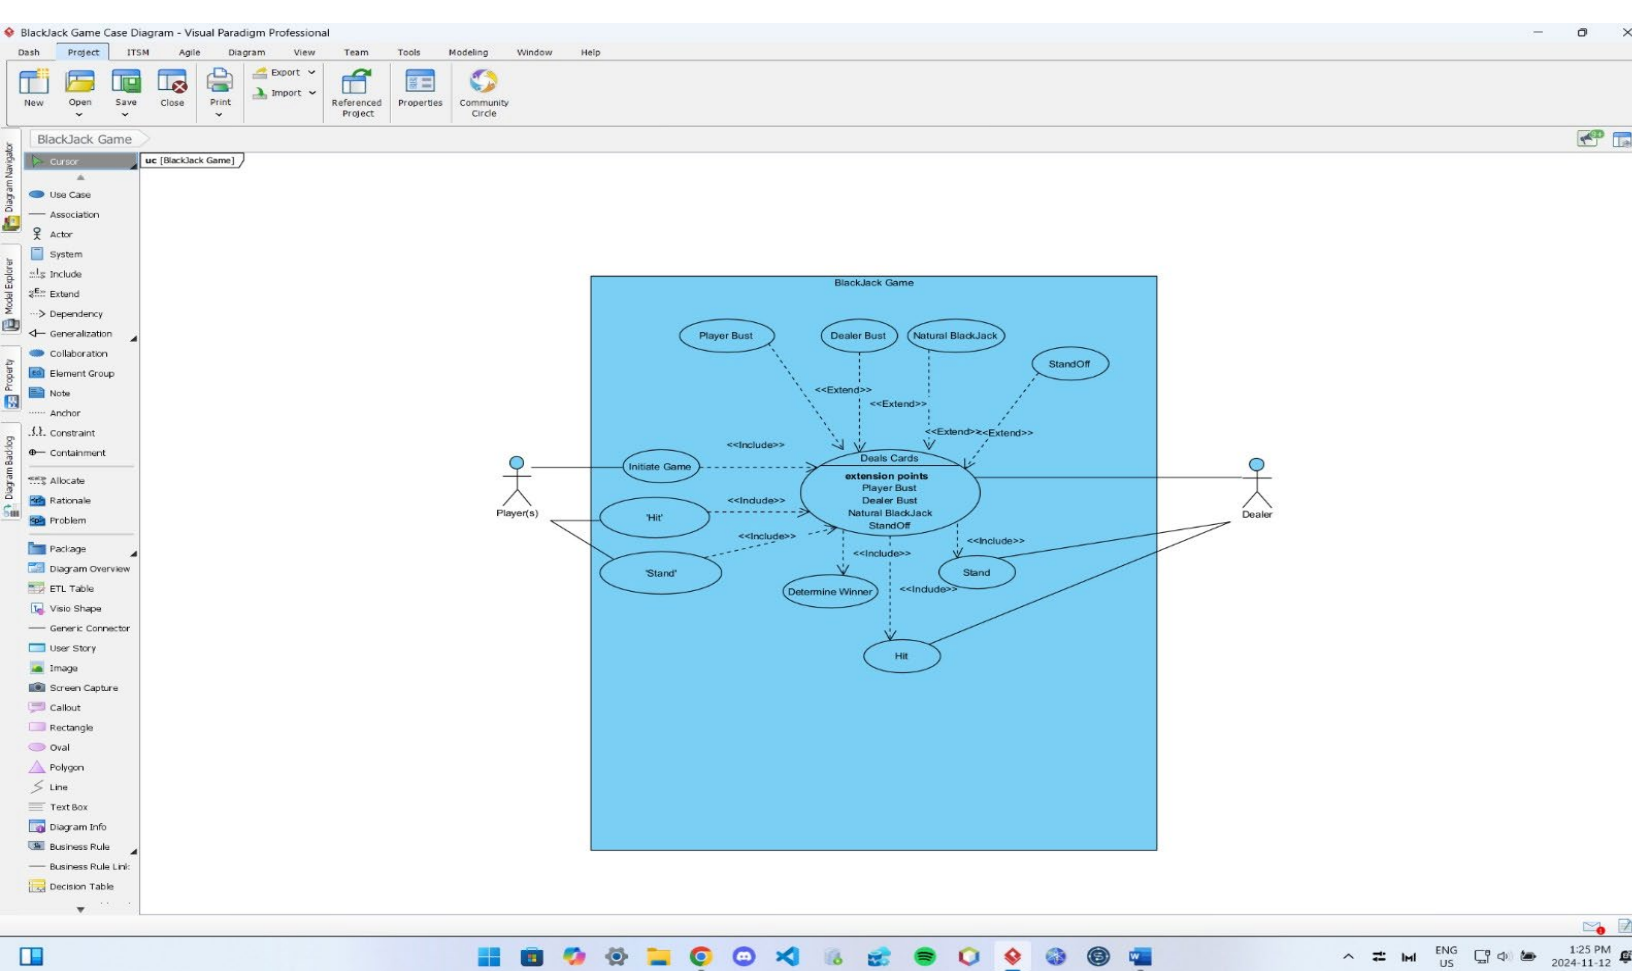 BlackJack Game Case Diagram - Visual Paradigm Professional
Dash Project ITSM Agile Diagram View Team Tools Modeling Window Help
New Open Save Close Print Export Import Referenced Project Properties Community Circle
BlackJack Game
Diagram Navigator
Model Explorer
Property
Diagram Backlog
Cursor
Use Case
Association
Actor
System
Include
Extend
Dependency
Generalization
Collaboration
Element Group
Note
Anchor
Constraint
Containment
Allocate
Rationale
Problem
Package
Diagram Overview
ETL Table
Visio Shape
Generic Connector
User Story
Image
Screen Capture
Callout
Rectangle
Oval
Polygon
Line
Text Box
Diagram Info
Business Rule
Business Rule Link
Decision Table
uc [BlackJack Game]
BlackJack Game
Player Bust
Dealer Bust
Natural BlackJack
StandOff
<<Extend>>
<<Extend>>
<<Extend>>
<<Extend>>
<<Include>>
Initiate Game
Deals Cards
extension points
Player Bust
Dealer Bust
Natural BlackJack
StandOff
<<Include>>
'Hit'
<<Include>>
'Stand'
Player(s)
Dealer
<<Include>>
<<Include>>
Stand
Determine Winner
<<Include>>
Hit
ENG
US
1:25 PM
2024-11-12